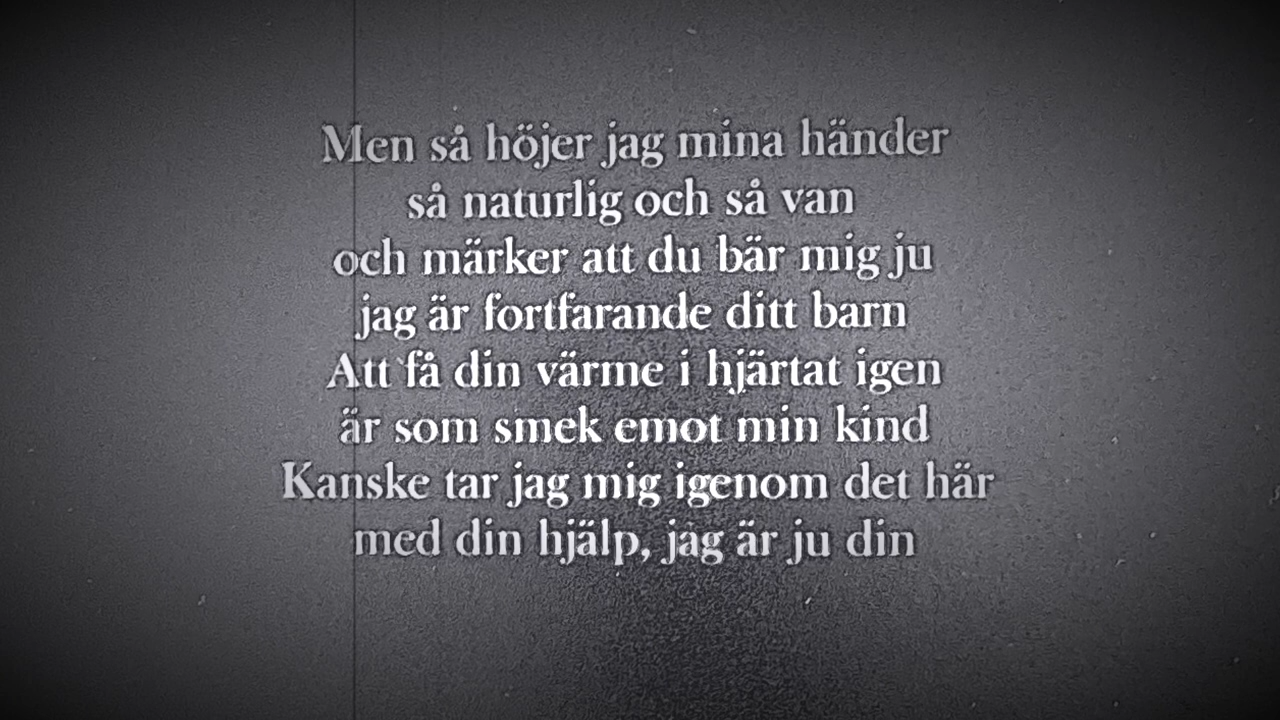 Men så höjer jag mina händer
så naturlig och så van
och märker att du bär mig ju
jag är fortfarande ditt barn
Att få din värme i hjärtat igen
är som smek emot min kind
Kanske tar jag mig igenom det här
med din hjälp, jag är ju din